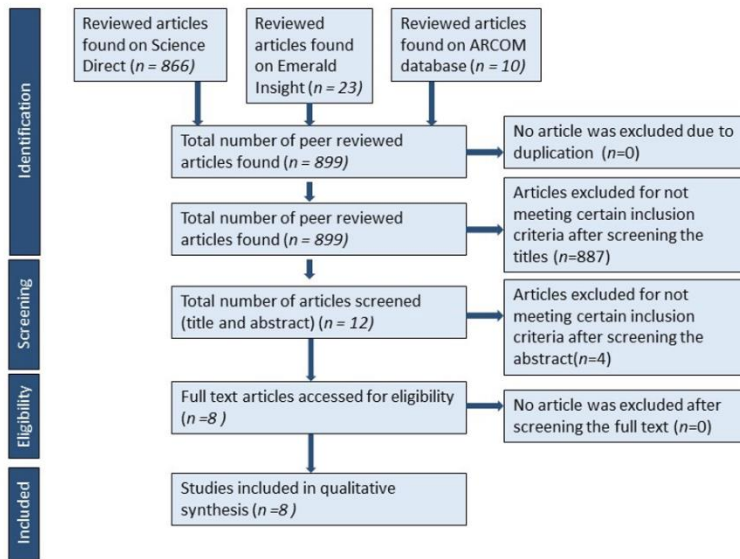 Identification
Reviewed articles
found on Science
Direct (n = 866)
Reviewed
articles found
on Emerald
Insight (n = 23)
Reviewed articles
found on ARCOM
database (n = 10)
Total number of peer reviewed
articles found (n = 899)
No article was excluded due to
duplication (n=0)
Total number of peer reviewed
articles found (n = 899)
Articles excluded for not
meeting certain inclusion
criteria after screening the
titles (n=887)
Screening
Total number of articles screened
(title and abstract) (n = 12)
Articles excluded for not
meeting certain inclusion
criteria after screening the
abstract(n=4)
Eligibility
Full text articles accessed for eligibility
(n =8 )
No article was excluded after
screening the full text (n=0)
Included
Studies included in qualitative
synthesis (n =8 )